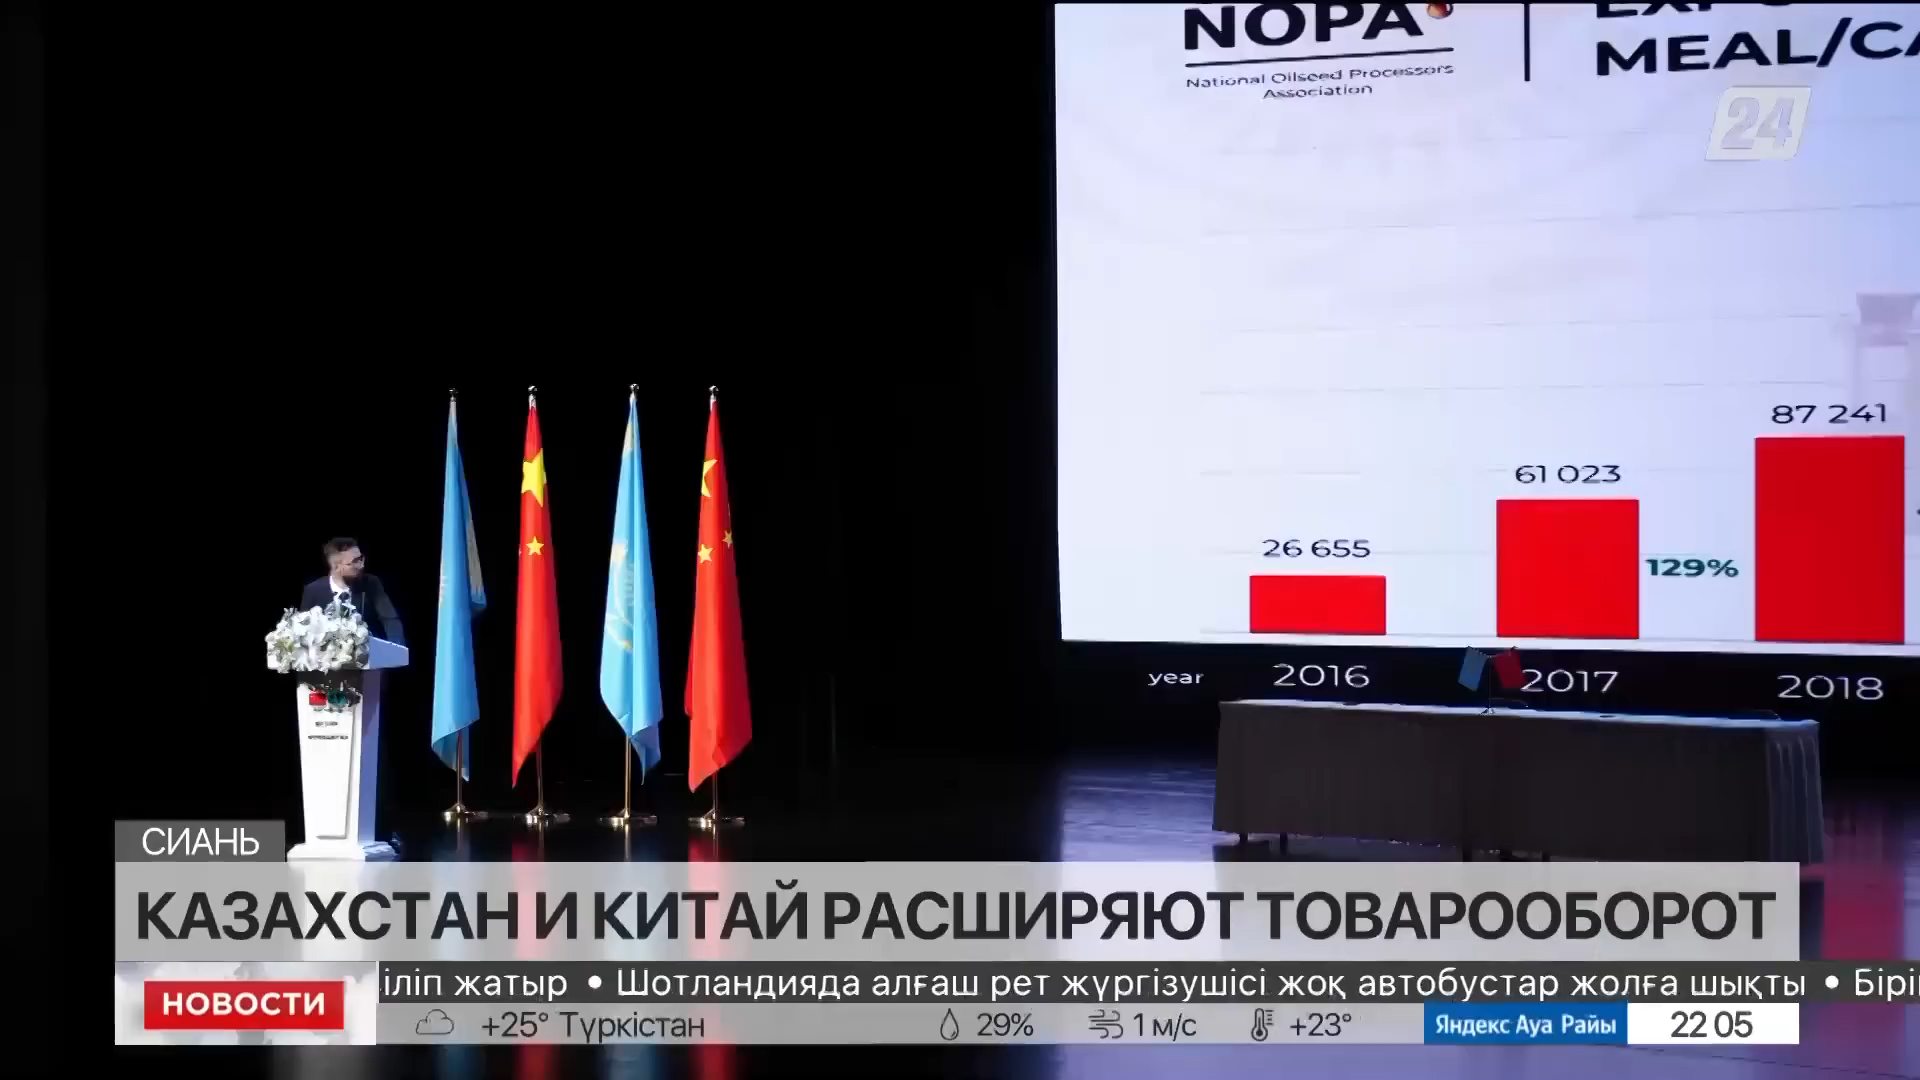 NOPA
MEAL/CA
National Oilseed Processors
Association
24
87 241
61 023
26 655
129%
year
2016
2017
2018
СИАНЬ
КАЗАХСТАН И КИТАЙ РАСШИРЯЮТ ТОВАРООБОРОТ
НОВОСТИ
іліп жатыр • Шотландияда алғаш рет жүргізушісі жоқ автобустар жолға шықты • Бірі
+25° Түркістан 29% 1 м/с +23° Яндекс Ауа Райы 22 05